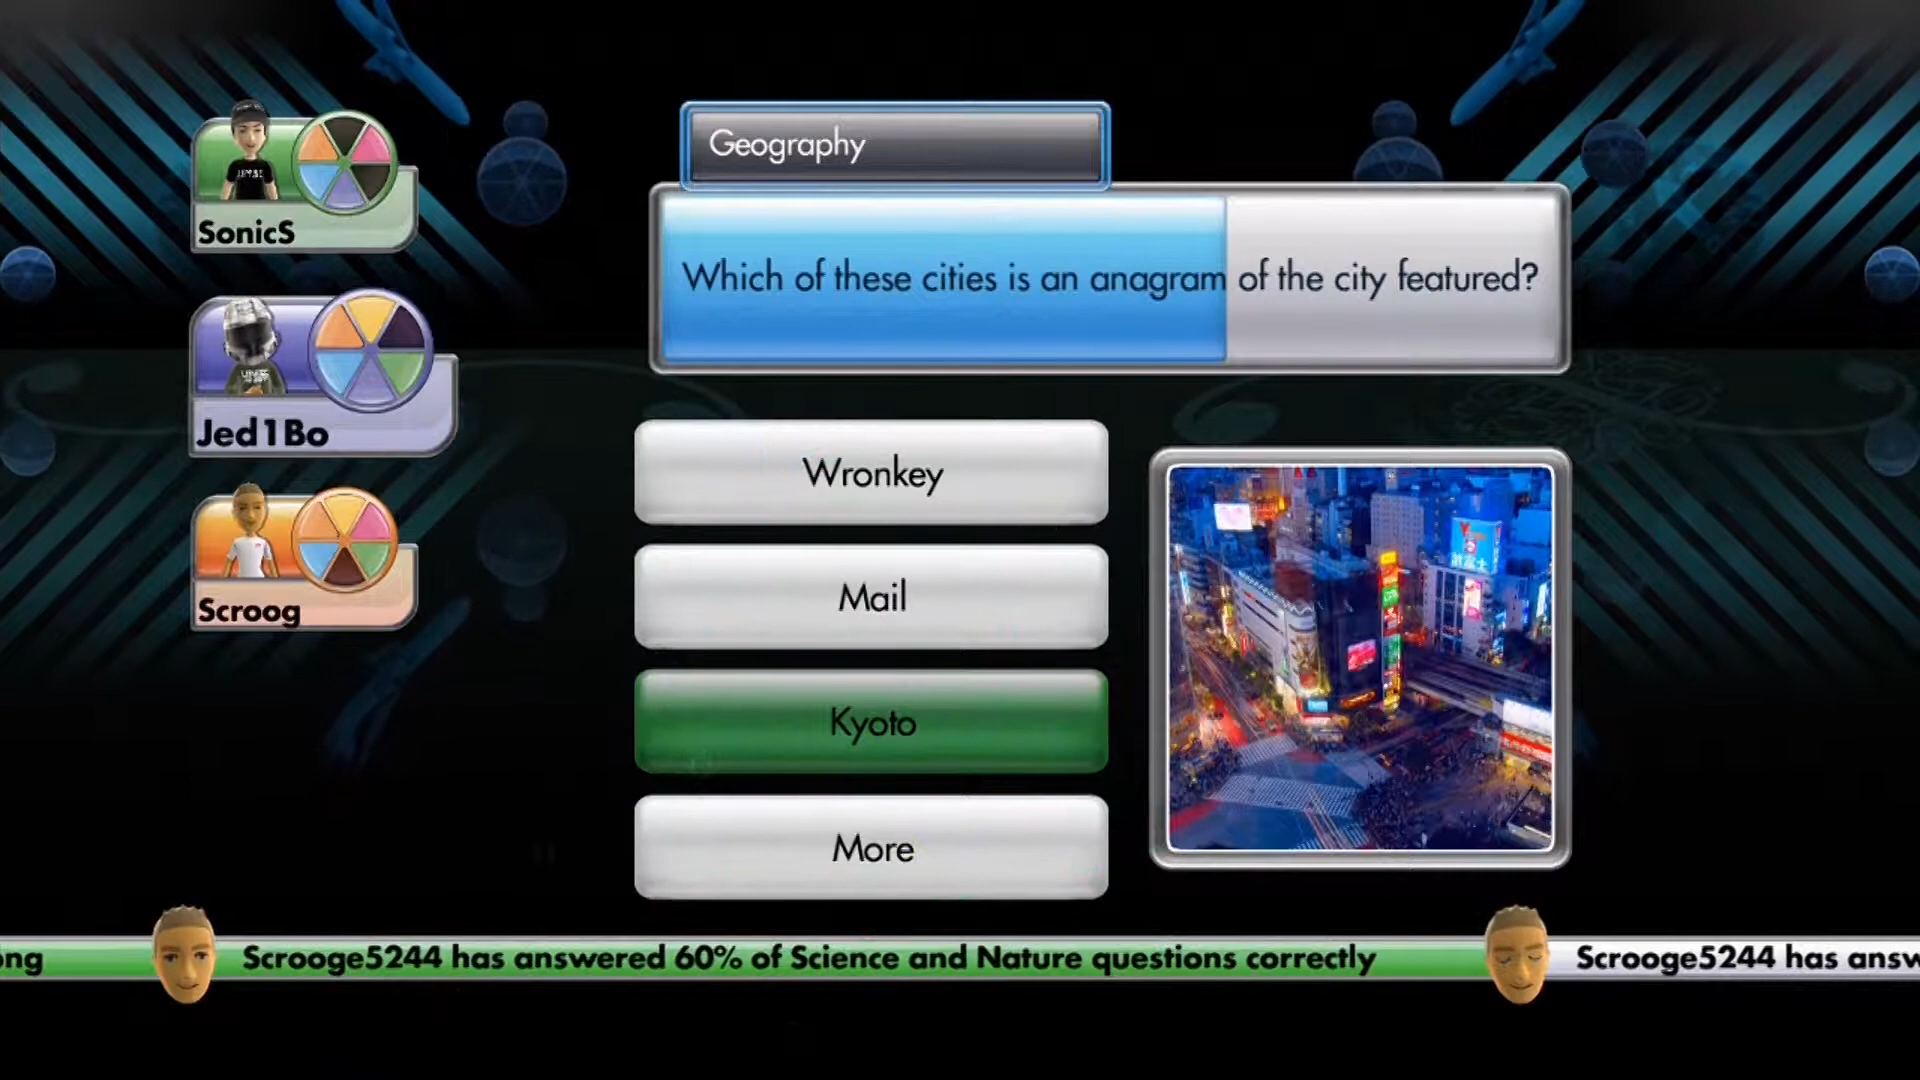 Geography
Which of these cities is an anagram of the city featured?
SonicS
Jed1Bo
Scroog
Wronkey
Mail
Kyoto
More
ong
Scrooge5244 has answered 60% of Science and Nature questions correctly
Scrooge5244 has answ